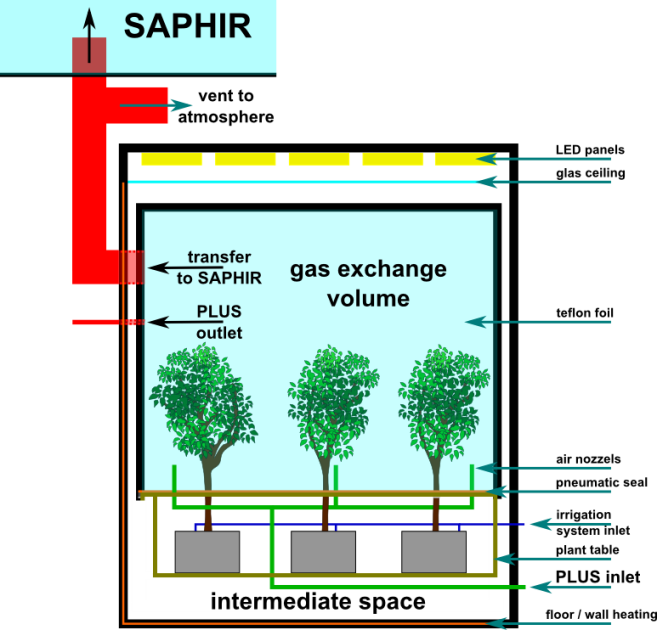 SAPHIR
vent to
atmosphere
LED panels
glas ceiling
transfer
to SAPHIR
gas exchange
volume
PLUS
outlet
teflon foil
air nozzels
pneumatic seal
irrigation
system inlet
plant table
PLUS inlet
intermediate space
floor / wall heating